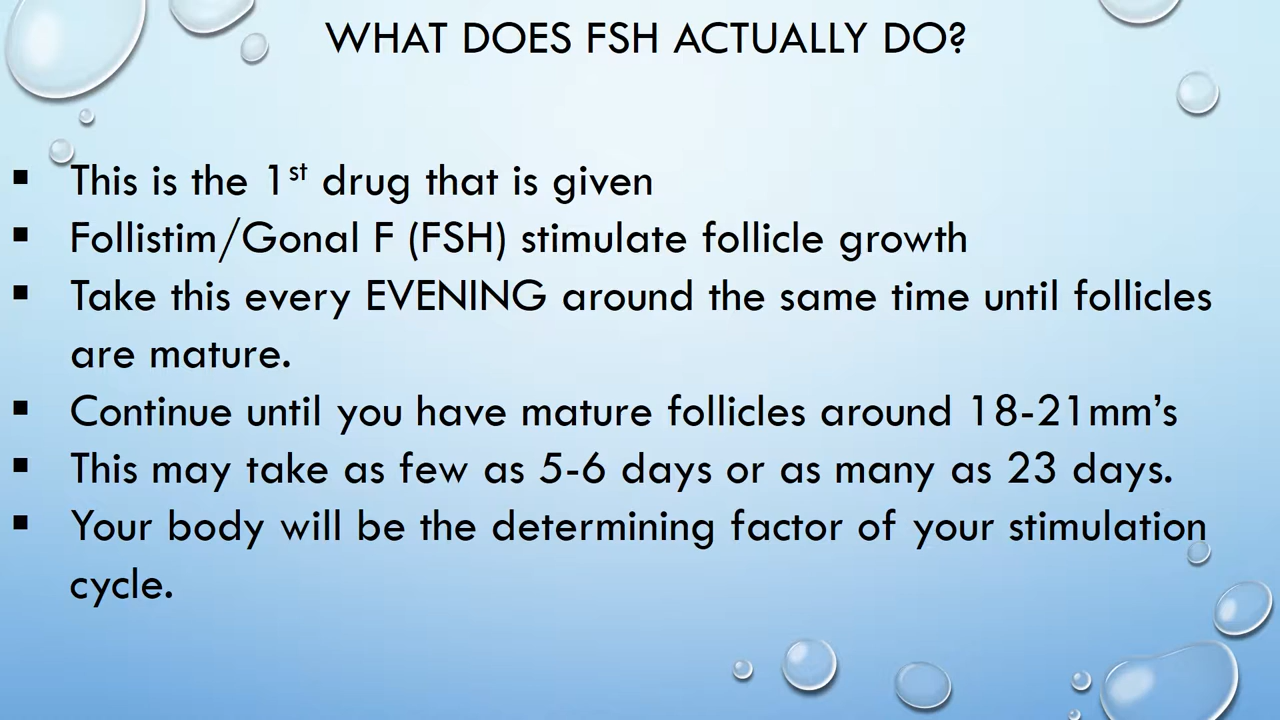 WHAT DOES FSH ACTUALLY DO?
▪ This is the 1st drug that is given
▪ Follistim/Gonal F (FSH) stimulate follicle growth
▪ Take this every EVENING around the same time until follicles
are mature.
▪ Continue until you have mature follicles around 18-21mm’s
▪ This may take as few as 5-6 days or as many as 23 days.
▪ Your body will be the determining factor of your stimulation
cycle.